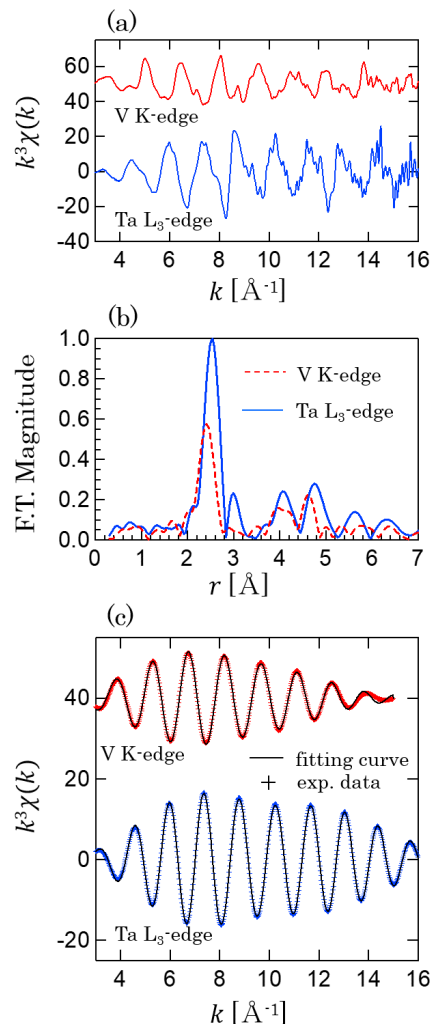 (a)
60
40
20
0
-20
-40
k³χ(k)
V K-edge
Ta L₃-edge
4 6 8 10 12 14 16
k [Å⁻¹]
(b)
1.0
0.8
0.6
0.4
0.2
0.0
F.T. Magnitude
V K-edge
Ta L₃-edge
0 1 2 3 4 5 6 7
r [Å]
(c)
40
20
0
-20
k³χ(k)
V K-edge
fitting curve
exp. data
Ta L₃-edge
4 6 8 10 12 14 16
k [Å⁻¹]